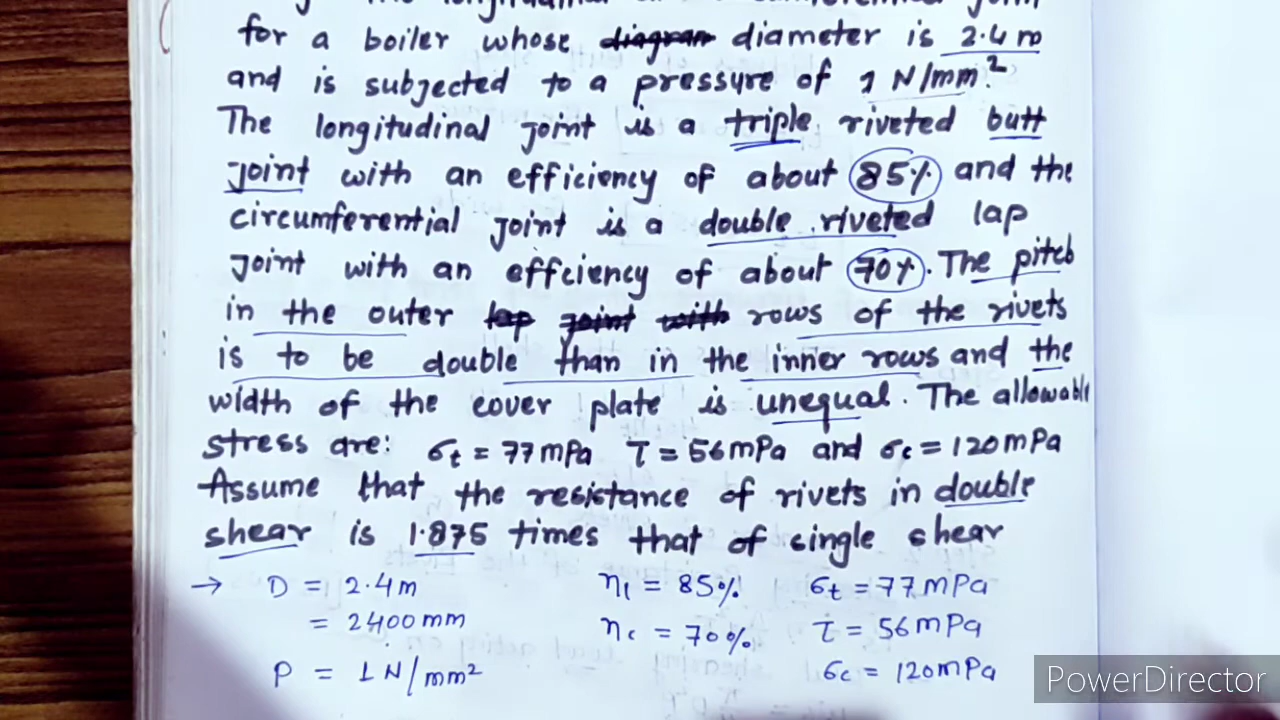 for a boiler whose diagram diameter is 2.4 m
and is subjected to a pressure of 1 N/mm².
The longitudinal joint is a triple riveted butt
joint with an efficiency of about 85% and the
circumferential joint is a double riveted lap
joint with an effciency of about 70%. The pitch
in the outer lap joint with rows of the rivets
is to be double than in the inner rows and the
width of the cover plate is unequal. The allowable
stress are: σt = 77 mPa τ = 56 mPa and σc = 120 mPa
Assume that the resistance of rivets in double
shear is 1.875 times that of single shear
→ D = 2.4 m η1 = 85% σt = 77 mPa
= 2400 mm ηc = 70% τ = 56 mPa
P = 1 N/mm² σc = 120 mPa
PowerDirector